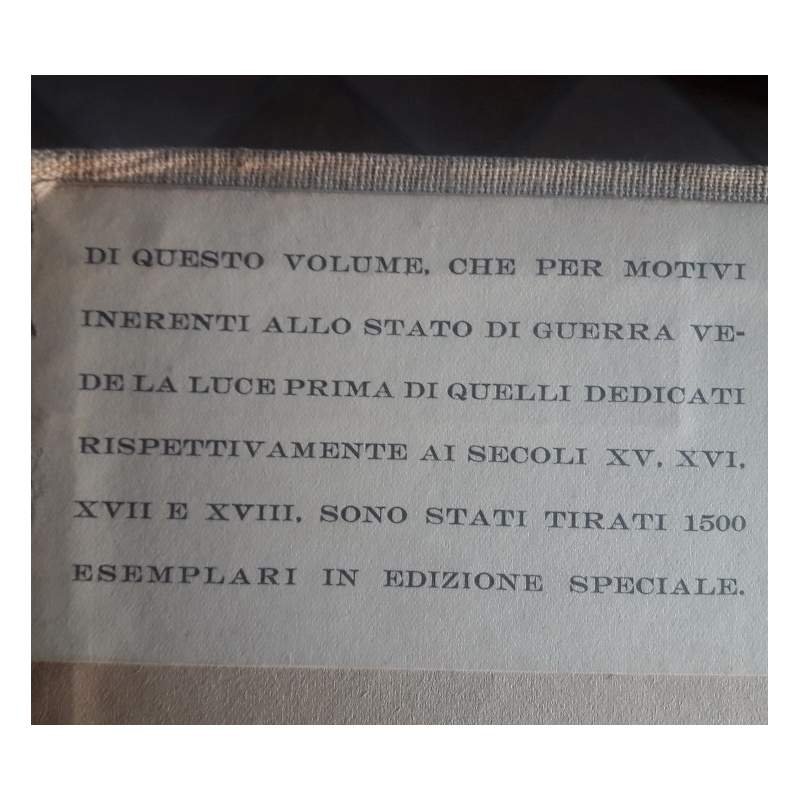 DI QUESTO VOLUME, CHE PER MOTIVI
INERENTI ALLO STATO DI GUERRA VE-
DE LA LUCE PRIMA DI QUELLI DEDICATI
RISPETTIVAMENTE AI SECOLI XV, XVI,
XVII E XVIII, SONO STATI TIRATI 1500
ESEMPLARI IN EDIZIONE SPECIALE.